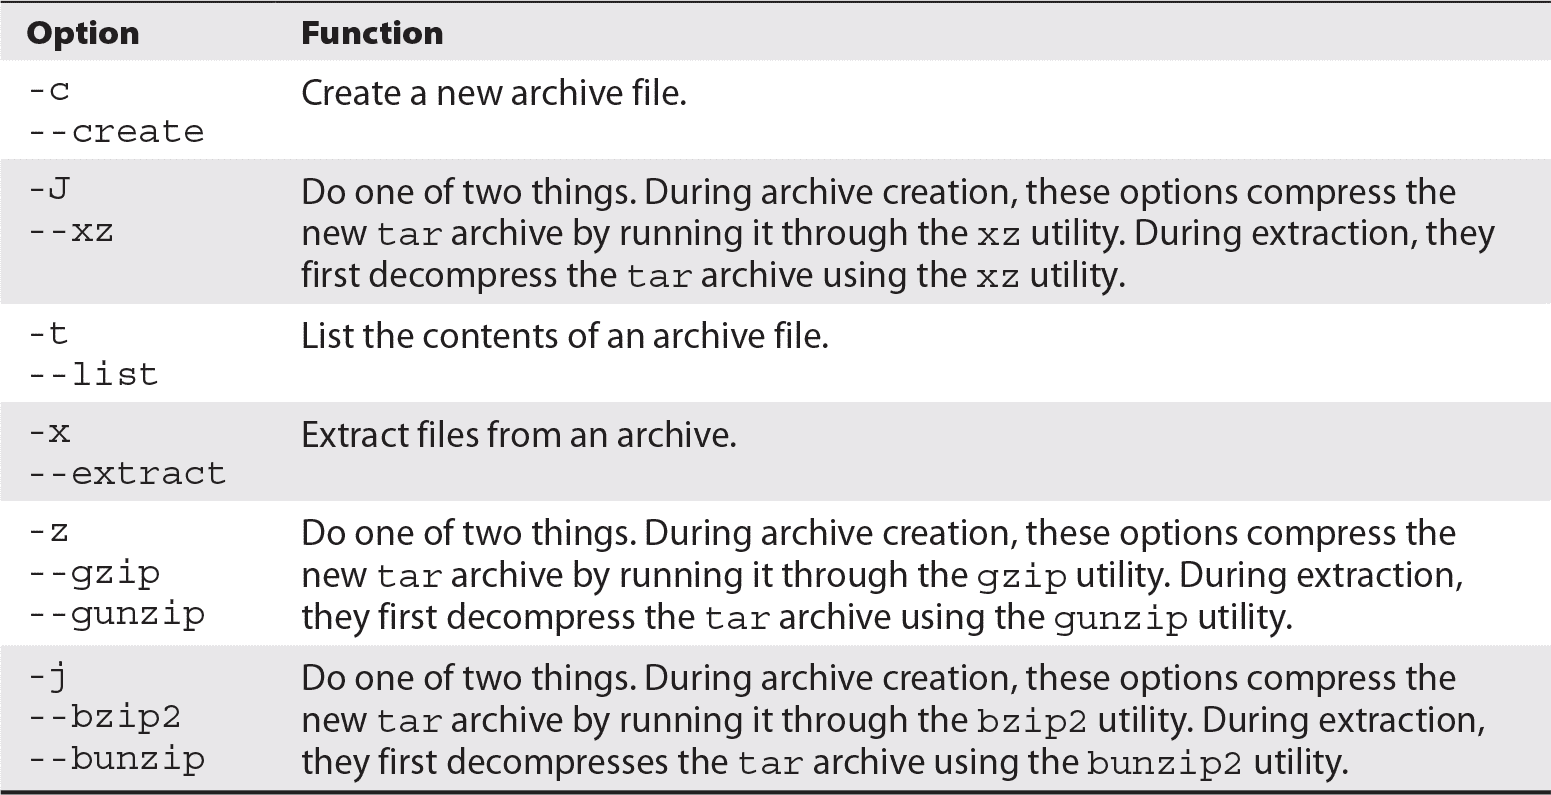 Option Function
-c Create a new archive file.
--create
-J Do one of two things. During archive creation, these options compress the
--xz new tar archive by running it through the xz utility. During extraction, they
first decompress the tar archive using the xz utility.
-t List the contents of an archive file.
--list
-x Extract files from an archive.
--extract
-z Do one of two things. During archive creation, these options compress the
--gzip new tar archive by running it through the gzip utility. During extraction,
--gunzip they first decompress the tar archive using the gunzip utility.
-j Do one of two things. During archive creation, these options compress the
--bzip2 new tar archive by running it through the bzip2 utility. During extraction,
--bunzip they first decompresses the tar archive using the bunzip2 utility.